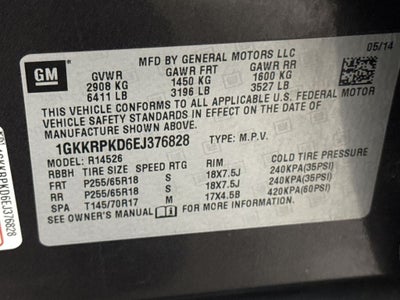 GM
MFD BY GENERAL MOTORS LLC
05/14
GVWR GAWR FRT GAWR RR
2908 KG 1450 KG 1600 KG
6411 LB 3196 LB 3527 LB
THIS VEHICLE CONFORMS TO ALL APPLICABLE U.S. FEDERAL MOTOR
VEHICLE SAFETY STANDARDS IN EFFECT ON THE DATE OF
MANUFACTURE SHOWN ABOVE.
1GKKRPKD6EJ376828 TYPE: M.P.V.
MODEL: R14526
RBBH TIRE SIZE SPEED RTG RIM COLD TIRE PRESSURE
FRT P255/65R18 S 18X7.5J 240KPA(35PSI)
RR P255/65R18 S 18X7.5J 240KPA(35PSI)
SPA T145/70R17 M 17X4.5B 420KPA(60PSI)
SEE OWNER'S MANUAL FOR MORE INFORMATION.
1GKKRPKD6EJ376828